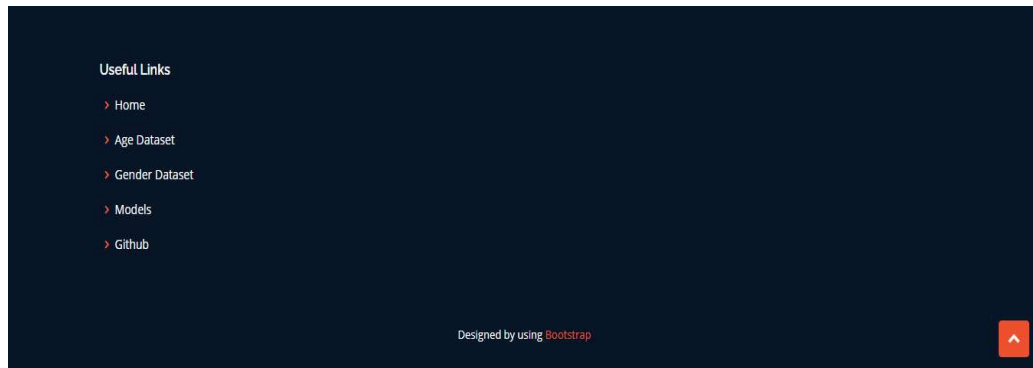 Useful Links
Home
Age Dataset
Gender Dataset
Models
Github
Designed by using Bootstrap